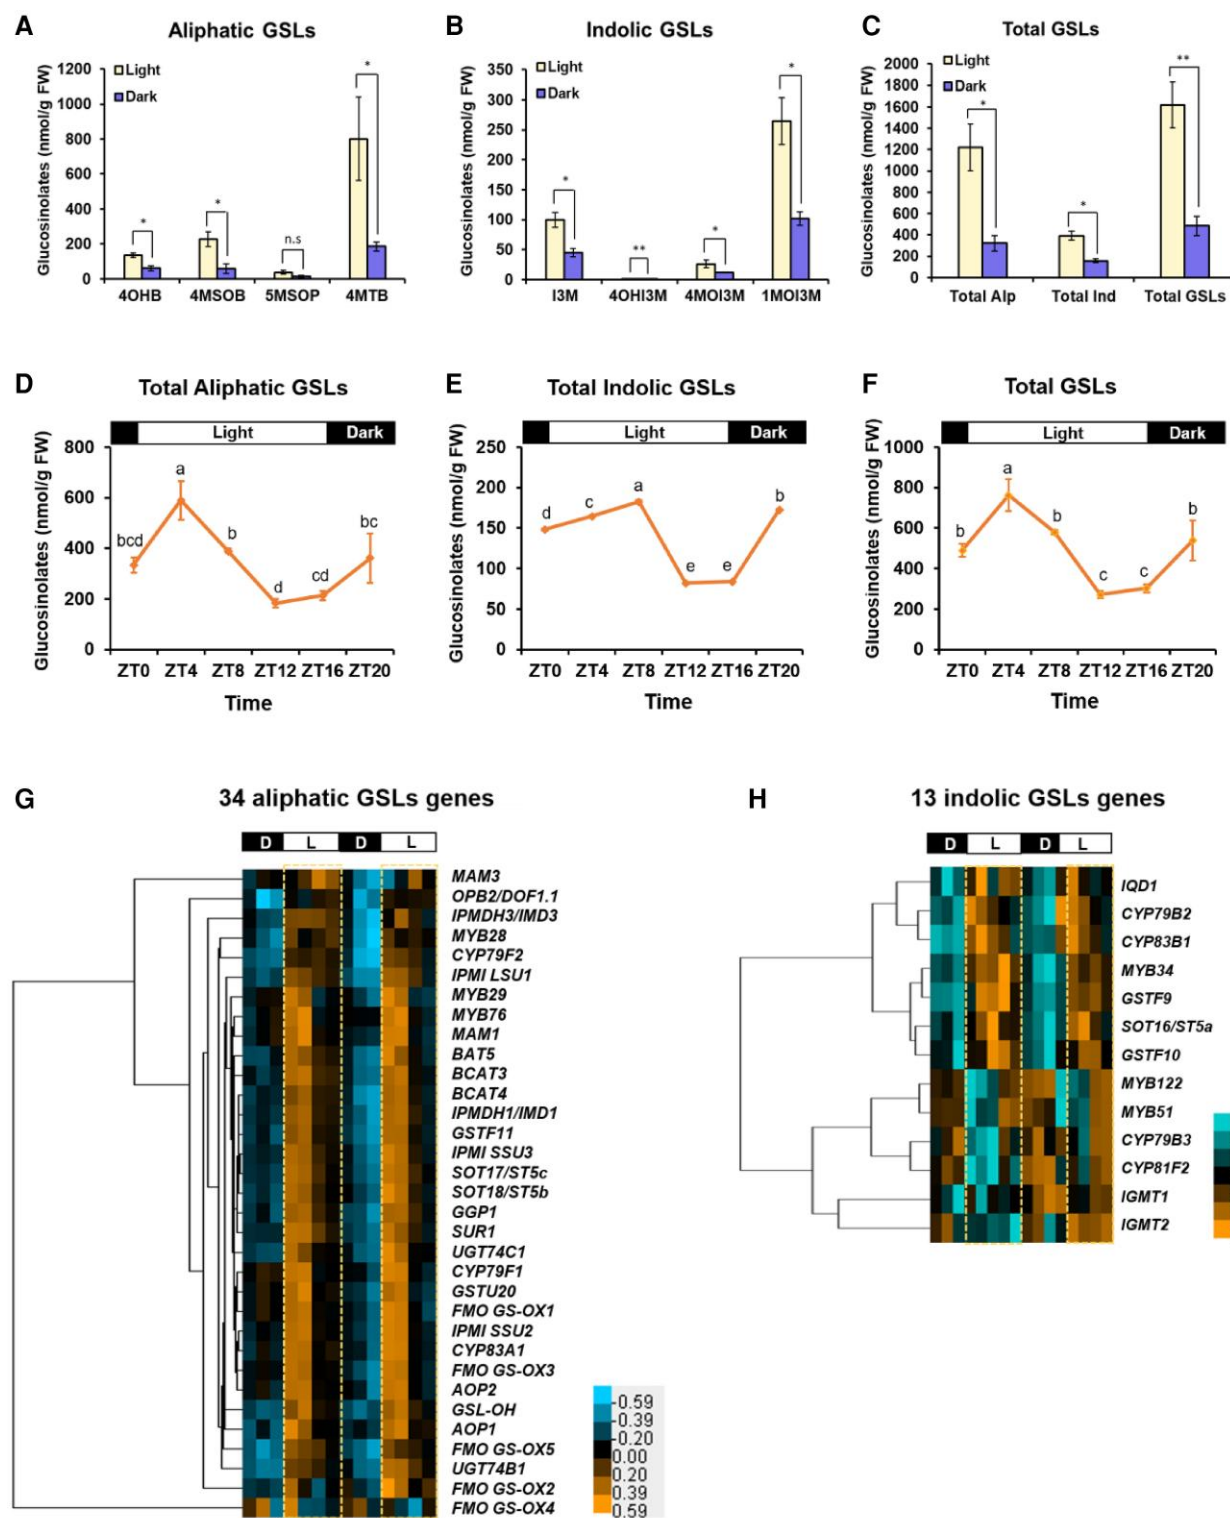 A
Aliphatic GSLs
Glucosinolates (nmol/g FW)
1200
1000
800
600
400
200
0
Light
Dark
*
*
n.s
*
4OHB 4MSOB 5MSOP 4MTB
B
Indolic GSLs
Glucosinolates (nmol/g FW)
350
300
250
200
150
100
50
0
Light
Dark
*
**
*
*
I3M 4OHI3M 4MOI3M 1MOI3M
C
Total GSLs
Glucosinolates (nmol/g FW)
2000
1800
1600
1400
1200
1000
800
600
400
200
0
Light
Dark
*
*
**
Total Alp Total Ind Total GSLs
D
Total Aliphatic GSLs
Light Dark
Glucosinolates (nmol/g FW)
800
600
400
200
0
bcd a b d cd bc
ZT0 ZT4 ZT8 ZT12 ZT16 ZT20
Time
E
Total Indolic GSLs
Light Dark
Glucosinolates (nmol/g FW)
250
200
150
100
50
0
d c a e e b
ZT0 ZT4 ZT8 ZT12 ZT16 ZT20
Time
F
Total GSLs
Light Dark
Glucosinolates (nmol/g FW)
1000
800
600
400
200
0
b a b c c b
ZT0 ZT4 ZT8 ZT12 ZT16 ZT20
Time
G
34 aliphatic GSLs genes
D L D L
MAM3
OPB2/DOF1.1
IPMDH3/IMD3
MYB28
CYP79F2
IPMI LSU1
MYB29
MYB76
MAM1
BAT5
BCAT3
BCAT4
IPMDH1/IMD1
GSTF11
IPMI SSU3
SOT17/ST5c
SOT18/ST5b
GGP1
SUR1
UGT74C1
CYP79F1
GSTU20
FMO GS-OX1
IPMI SSU2
CYP83A1
FMO GS-OX3
AOP2
GSL-OH
AOP1
FMO GS-OX5
UGT74B1
FMO GS-OX2
FMO GS-OX4
-0.59
-0.39
-0.20
0.00
0.20
0.39
0.59
H
13 indolic GSLs genes
D L D L
IQD1
CYP79B2
CYP83B1
MYB34
GSTF9
SOT16/ST5a
GSTF10
MYB122
MYB51
CYP79B3
CYP81F2
IGMT1
IGMT2